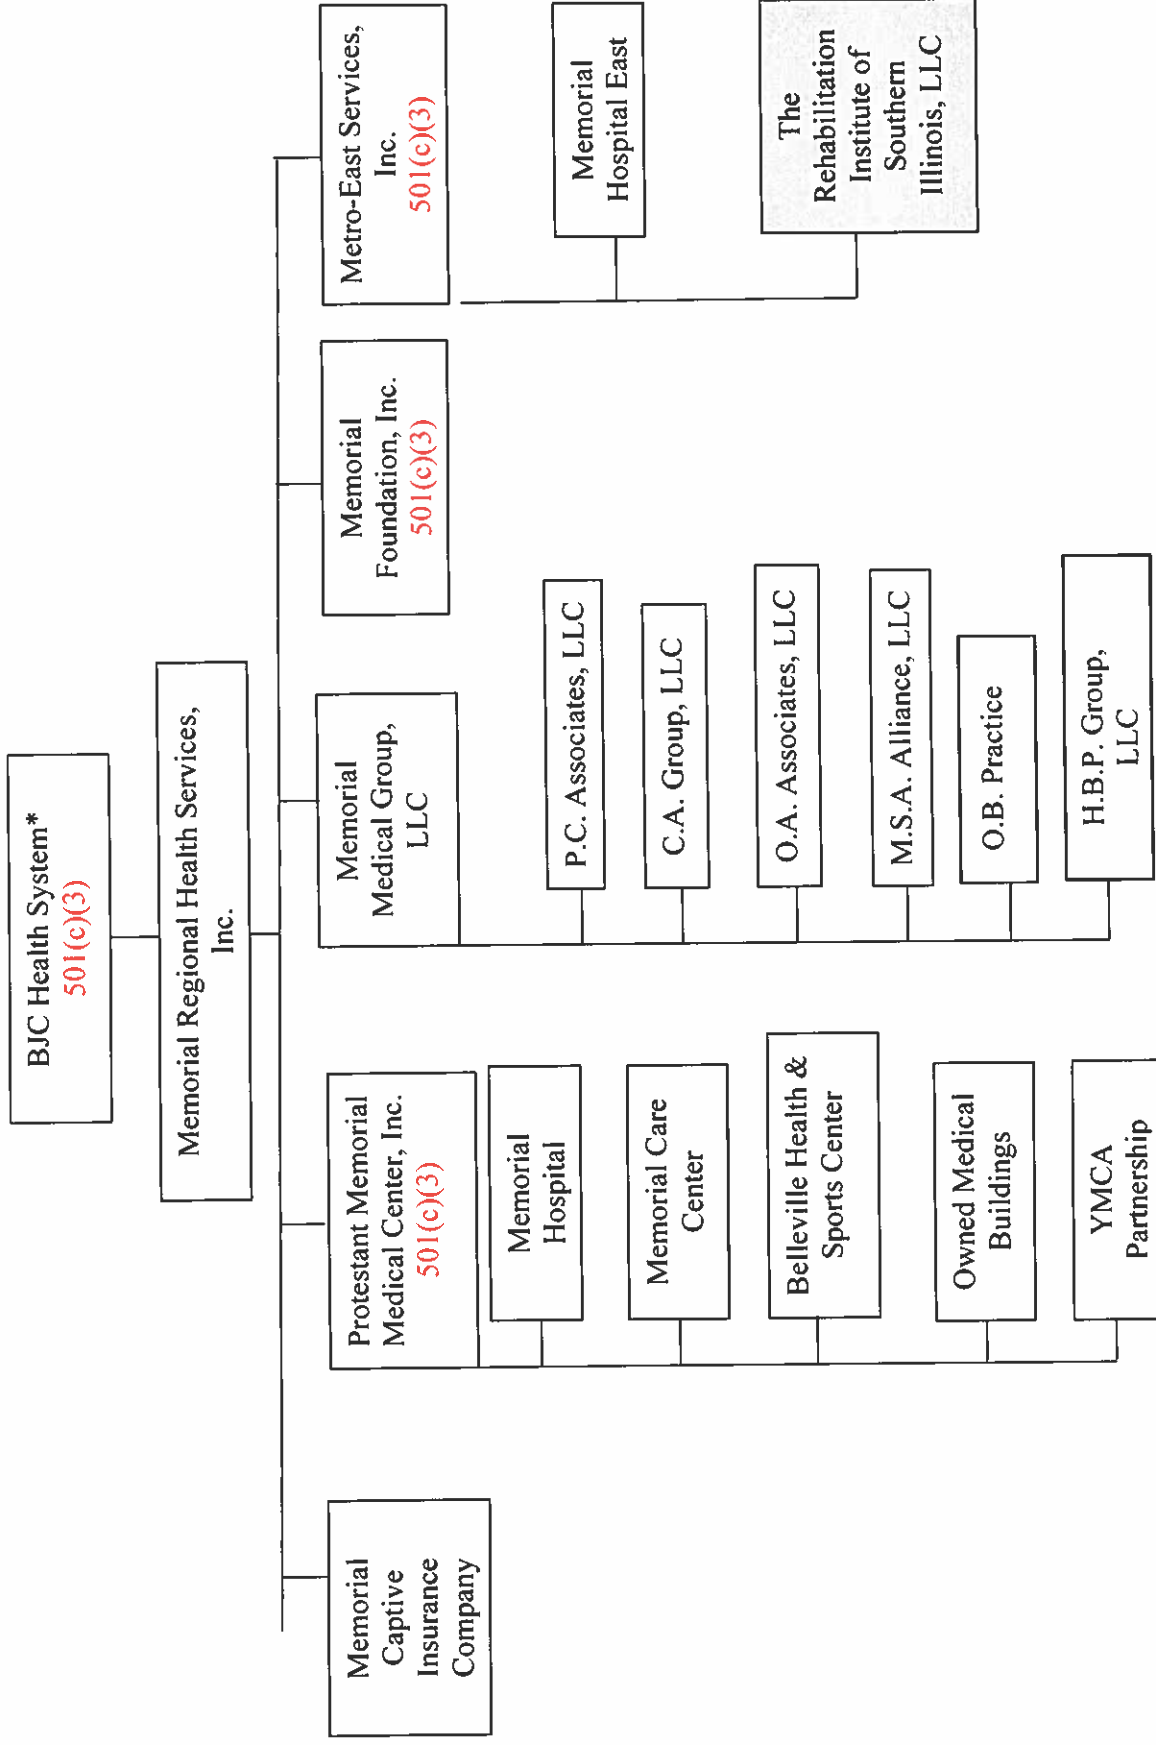 BJC Health System*
501(c)(3)
Memorial Regional Health Services,
Inc.
Memorial
Captive
Insurance
Company
Protestant Memorial
Medical Center, Inc.
501(c)(3)
Memorial
Hospital
Memorial Care
Center
Belleville Health &
Sports Center
Owned Medical
Buildings
YMCA
Partnership
Memorial
Medical Group,
LLC
P.C. Associates, LLC
C.A. Group, LLC
O.A. Associates, LLC
M.S.A. Alliance, LLC
O.B. Practice
H.B.P. Group,
LLC
Memorial
Foundation, Inc.
501(c)(3)
Metro-East Services,
Inc.
501(c)(3)
Memorial
Hospital East
The
Rehabilitation
Institute of
Southern
Illinois, LLC